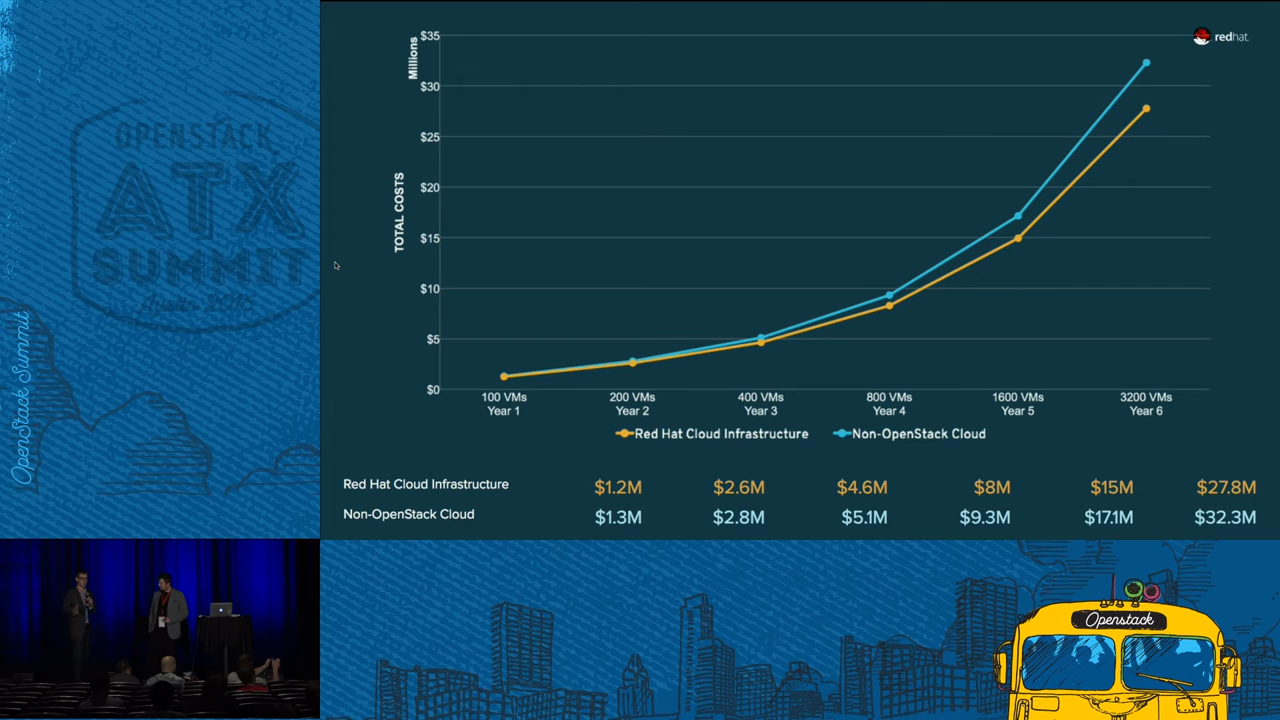 OPENSTACK
ATX
SUMMIT
OpenStack Summit
redhat.
Millions
TOTAL COSTS
$35
$30
$25
$20
$15
$10
$5
$0
100 VMs 200 VMs 400 VMs 800 VMs 1600 VMs 3200 VMs
Year 1 Year 2 Year 3 Year 4 Year 5 Year 6
Red Hat Cloud Infrastructure Non-OpenStack Cloud
Red Hat Cloud Infrastructure $1.2M $2.6M $4.6M $8M $15M $27.8M
Non-OpenStack Cloud $1.3M $2.8M $5.1M $9.3M $17.1M $32.3M
Openstack